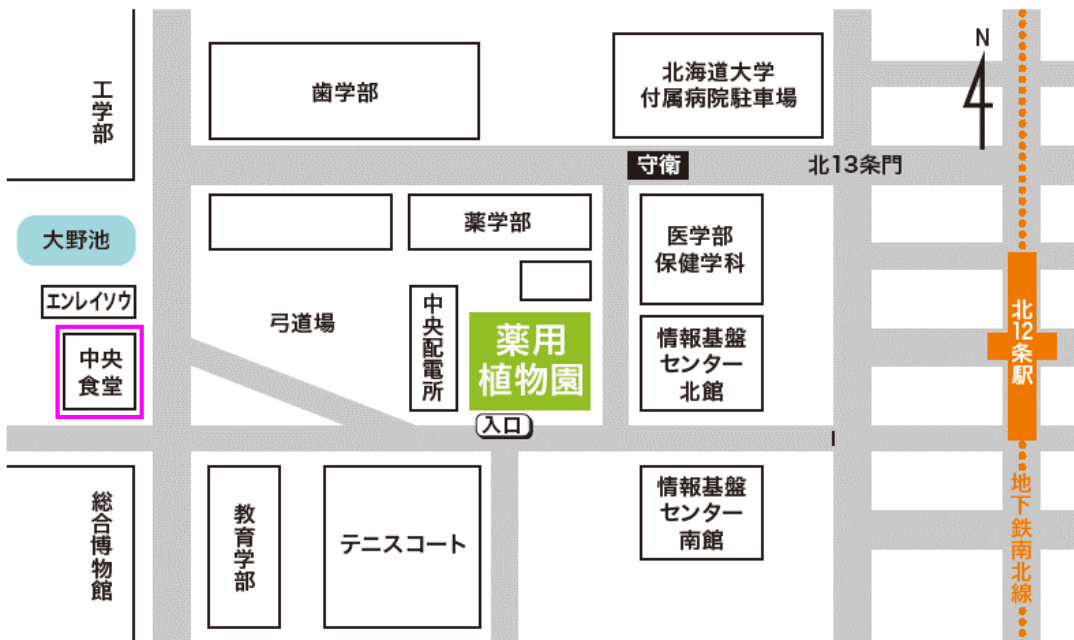 N
工学部
歯学部
北海道大学
付属病院駐車場
守衛
北13条門
大野池
薬学部
医学部
保健学科
エンレイソウ
中央
食堂
弓道場
中央配電所
薬用
植物園
入口
情報基盤
センター
北館
北12条駅
総合博物館
教育学部
テニスコート
情報基盤
センター
南館
地下鉄南北線